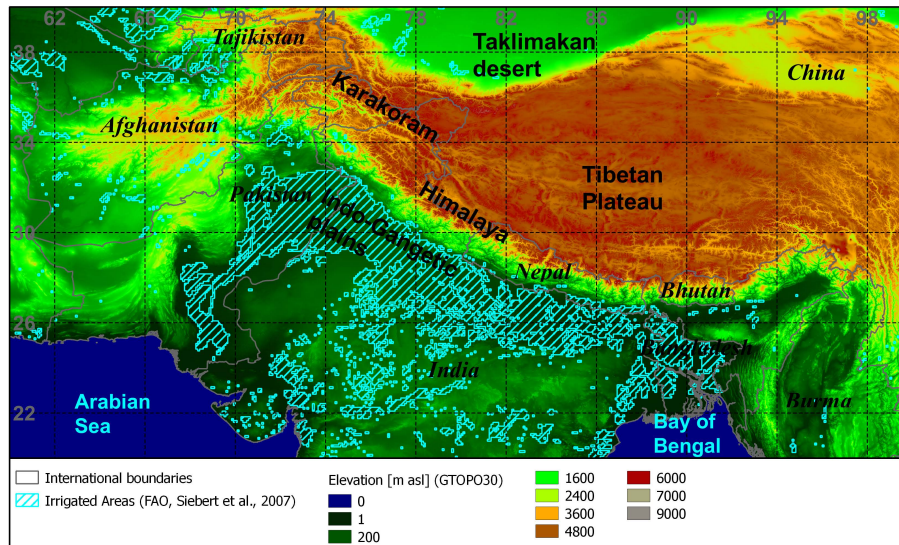 70 74 78 82 86 90 94 98
Tajikistan
38
Taklimakan
desert
China
Karakoram
Afghanistan
34
Tibetan
Plateau
Pakistan
Indo-Gangetic
plains
Himalaya
30
Nepal
Bhutan
26
Bangladesh
India
Burma
22
Arabian
Sea
Bay of
Bengal
62 66
International boundaries
Irrigated Areas (FAO, Siebert et al., 2007)
Elevation [m asl] (GTOPO30)
0
1
200
1600
2400
3600
4800
6000
7000
9000